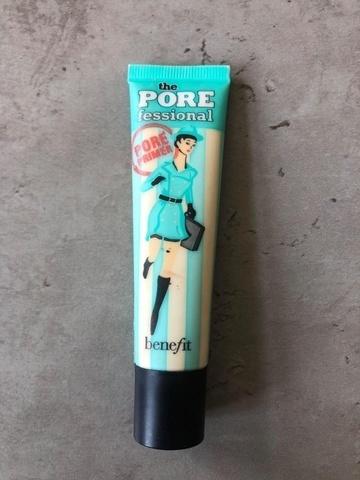 the
PORE
fessional
PORE
PRIMER
benefit